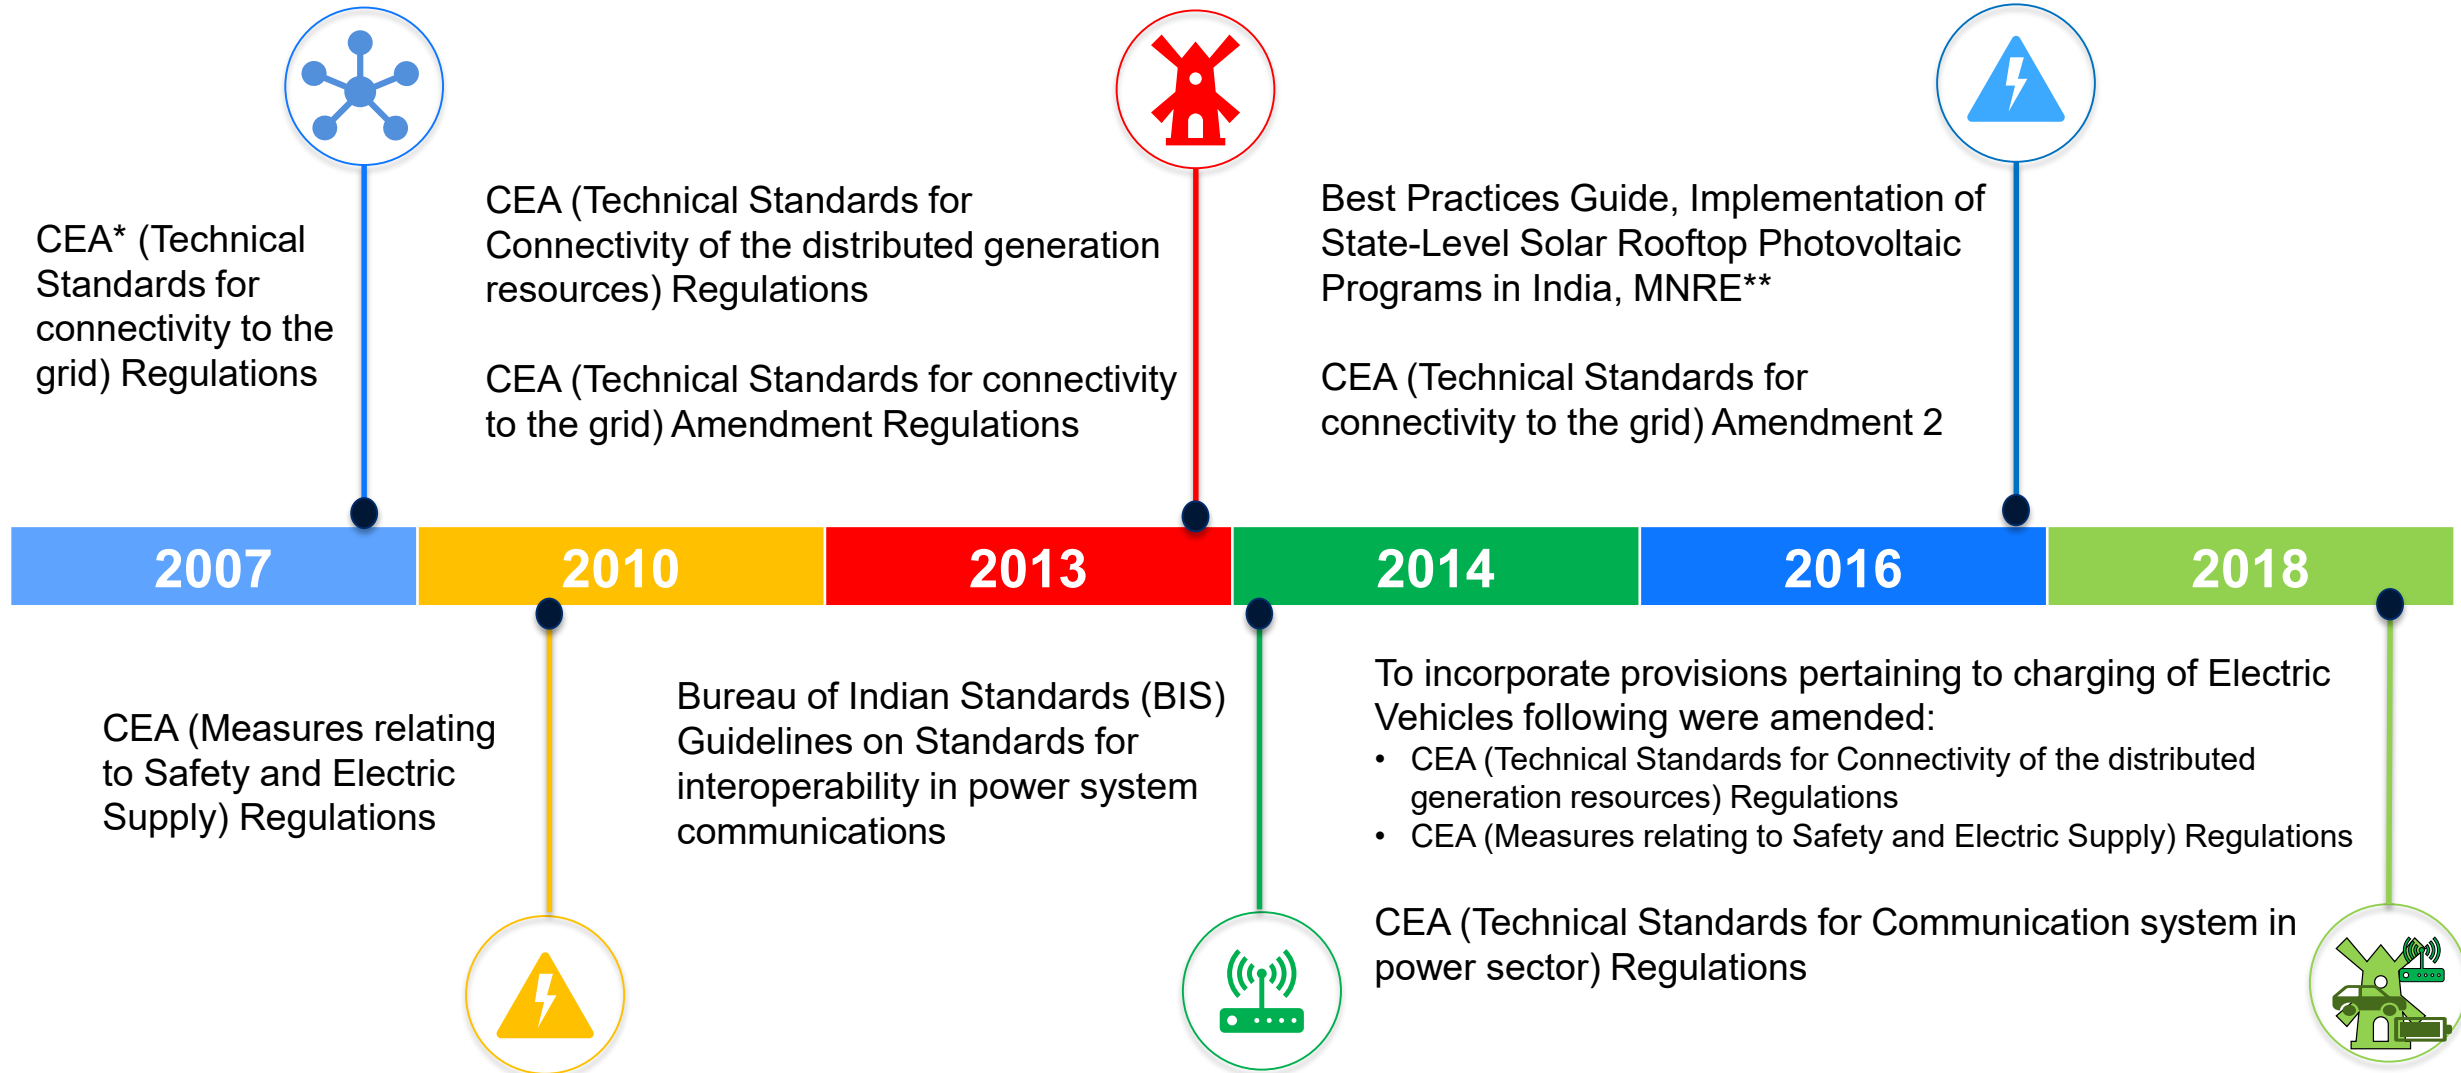 CEA* (Technical
Standards for
connectivity to the
grid) Regulations
CEA (Technical Standards for
Connectivity of the distributed generation
resources) Regulations
CEA (Technical Standards for connectivity
to the grid) Amendment Regulations
Best Practices Guide, Implementation of
State-Level Solar Rooftop Photovoltaic
Programs in India, MNRE**
CEA (Technical Standards for
connectivity to the grid) Amendment 2
2007
2010
2013
2014
2016
2018
CEA (Measures relating
to Safety and Electric
Supply) Regulations
Bureau of Indian Standards (BIS)
Guidelines on Standards for
interoperability in power system
communications
To incorporate provisions pertaining to charging of Electric
Vehicles following were amended:
• CEA (Technical Standards for Connectivity of the distributed
generation resources) Regulations
• CEA (Measures relating to Safety and Electric Supply) Regulations
CEA (Technical Standards for Communication system in
power sector) Regulations